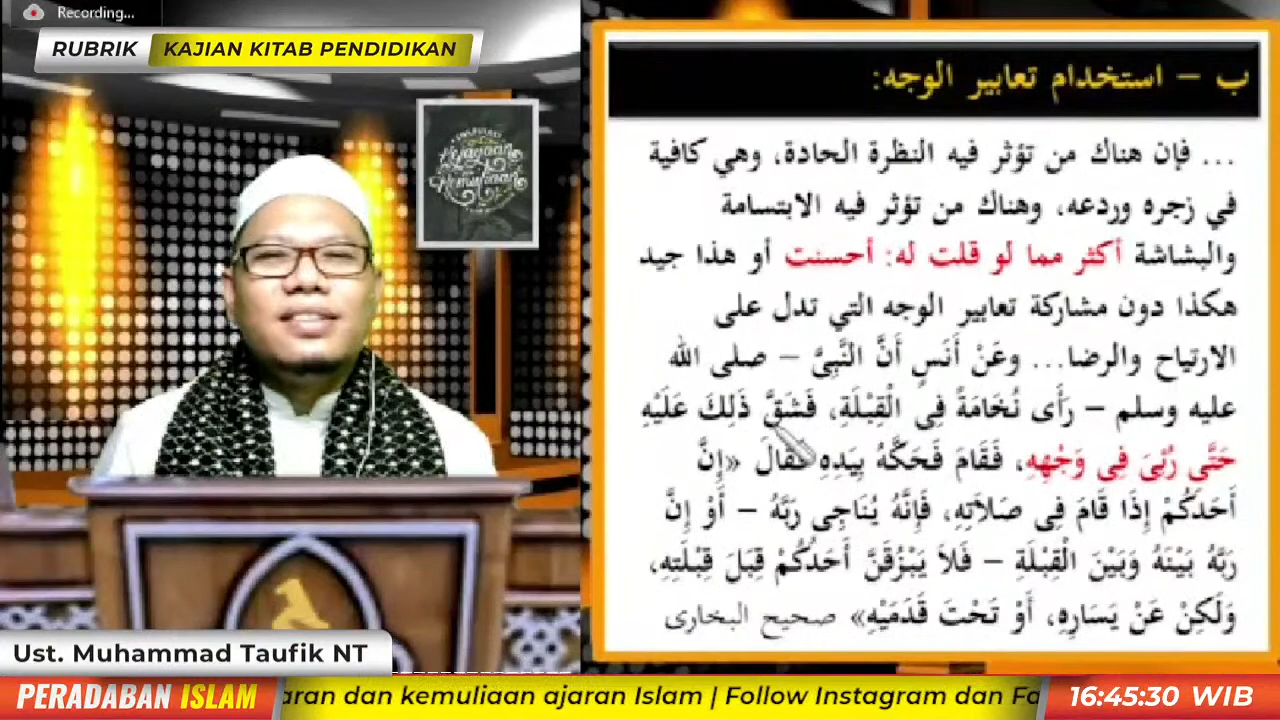 Recording...
RUBRIK KAJIAN KITAB PENDIDIKAN
ب – استخدام تعابير الوجه:
... فإن هناك من تؤثر فيه النظرة الحادة، وهي كافية
في زجره وردعه، وهناك من تؤثر فيه الابتسامة
والبشاشة أكثر مما لو قلت له: أحسنت أو هذا جيد
هكذا دون مشاركة تعابير الوجه التي تدل على
الارتياح والرضا... وعَنْ أَنَسٍ أَنَّ النَّبِىَّ – صلى الله
عليه وسلم – رَأَى نُخَامَةً فِى الْقِبْلَةِ، فَشَقَّ ذَلِكَ عَلَيْهِ
حَتَّى رُئِىَ فِى وَجْهِهِ، فَقَامَ فَحَكَّهُ بِيَدِهِ فَقَالَ «إِنَّ
أَحَدَكُمْ إِذَا قَامَ فِى صَلاَتِهِ، فَإِنَّهُ يُنَاجِى رَبَّهُ – أَوْ إِنَّ
رَبَّهُ بَيْنَهُ وَبَيْنَ الْقِبْلَةِ – فَلاَ يَبْزُقَنَّ أَحَدُكُمْ قِبَلَ قِبْلَتِهِ،
وَلَكِنْ عَنْ يَسَارِهِ، أَوْ تَحْتَ قَدَمَيْهِ» صحيح البخارى
Ust. Muhammad Taufik NT
PERADABAN ISLAM
aran dan kemuliaan ajaran Islam | Follow Instagram dan Fa
16:45:30 WIB